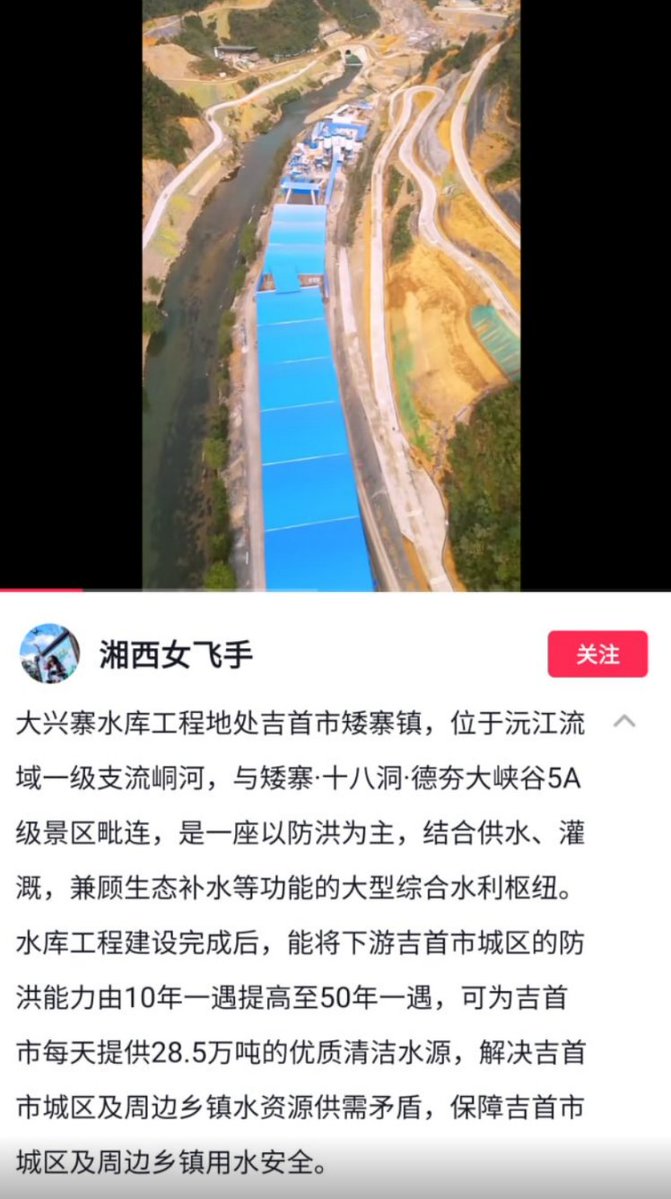 湘西女飞手
关注
大兴寨水库工程地处吉首市矮寨镇，位于沅江流
域一级支流峒河，与矮寨·十八洞·德夯大峡谷5A
级景区毗连，是一座以防洪为主，结合供水、灌
溉，兼顾生态补水等功能的大型综合水利枢纽。
水库工程建设完成后，能将下游吉首市城区的防
洪能力由10年一遇提高至50年一遇，可为吉首
市每天提供28.5万吨的优质清洁水源，解决吉首
市城区及周边乡镇水资源供需矛盾，保障吉首市
城区及周边乡镇用水安全。